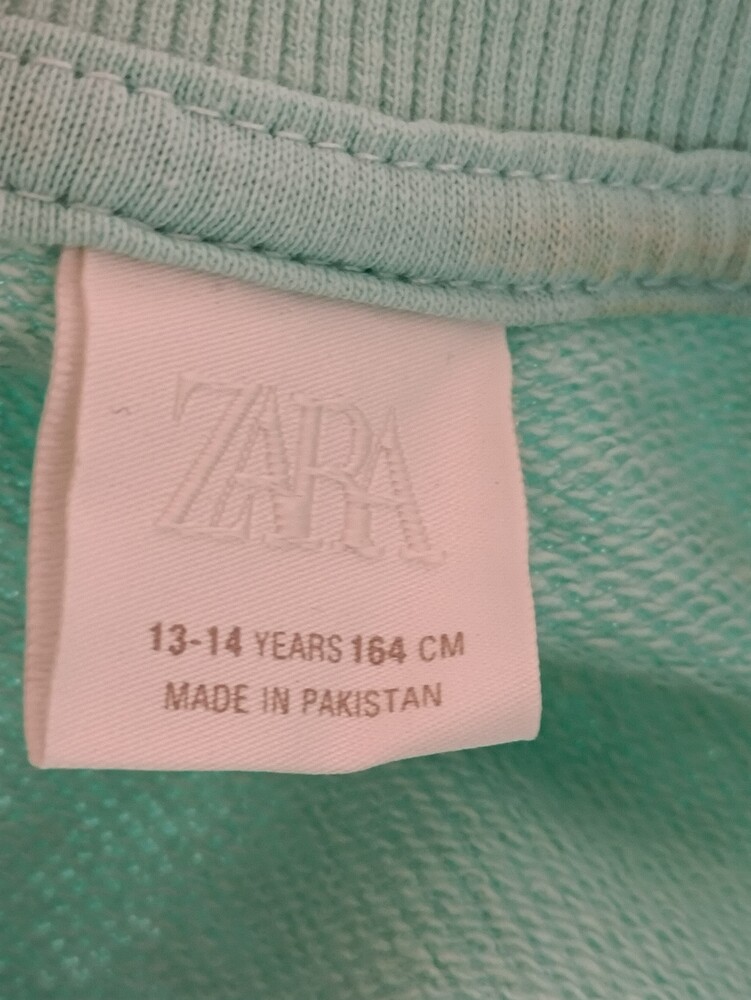 ZARA
13-14 YEARS 164 CM
MADE IN PAKISTAN